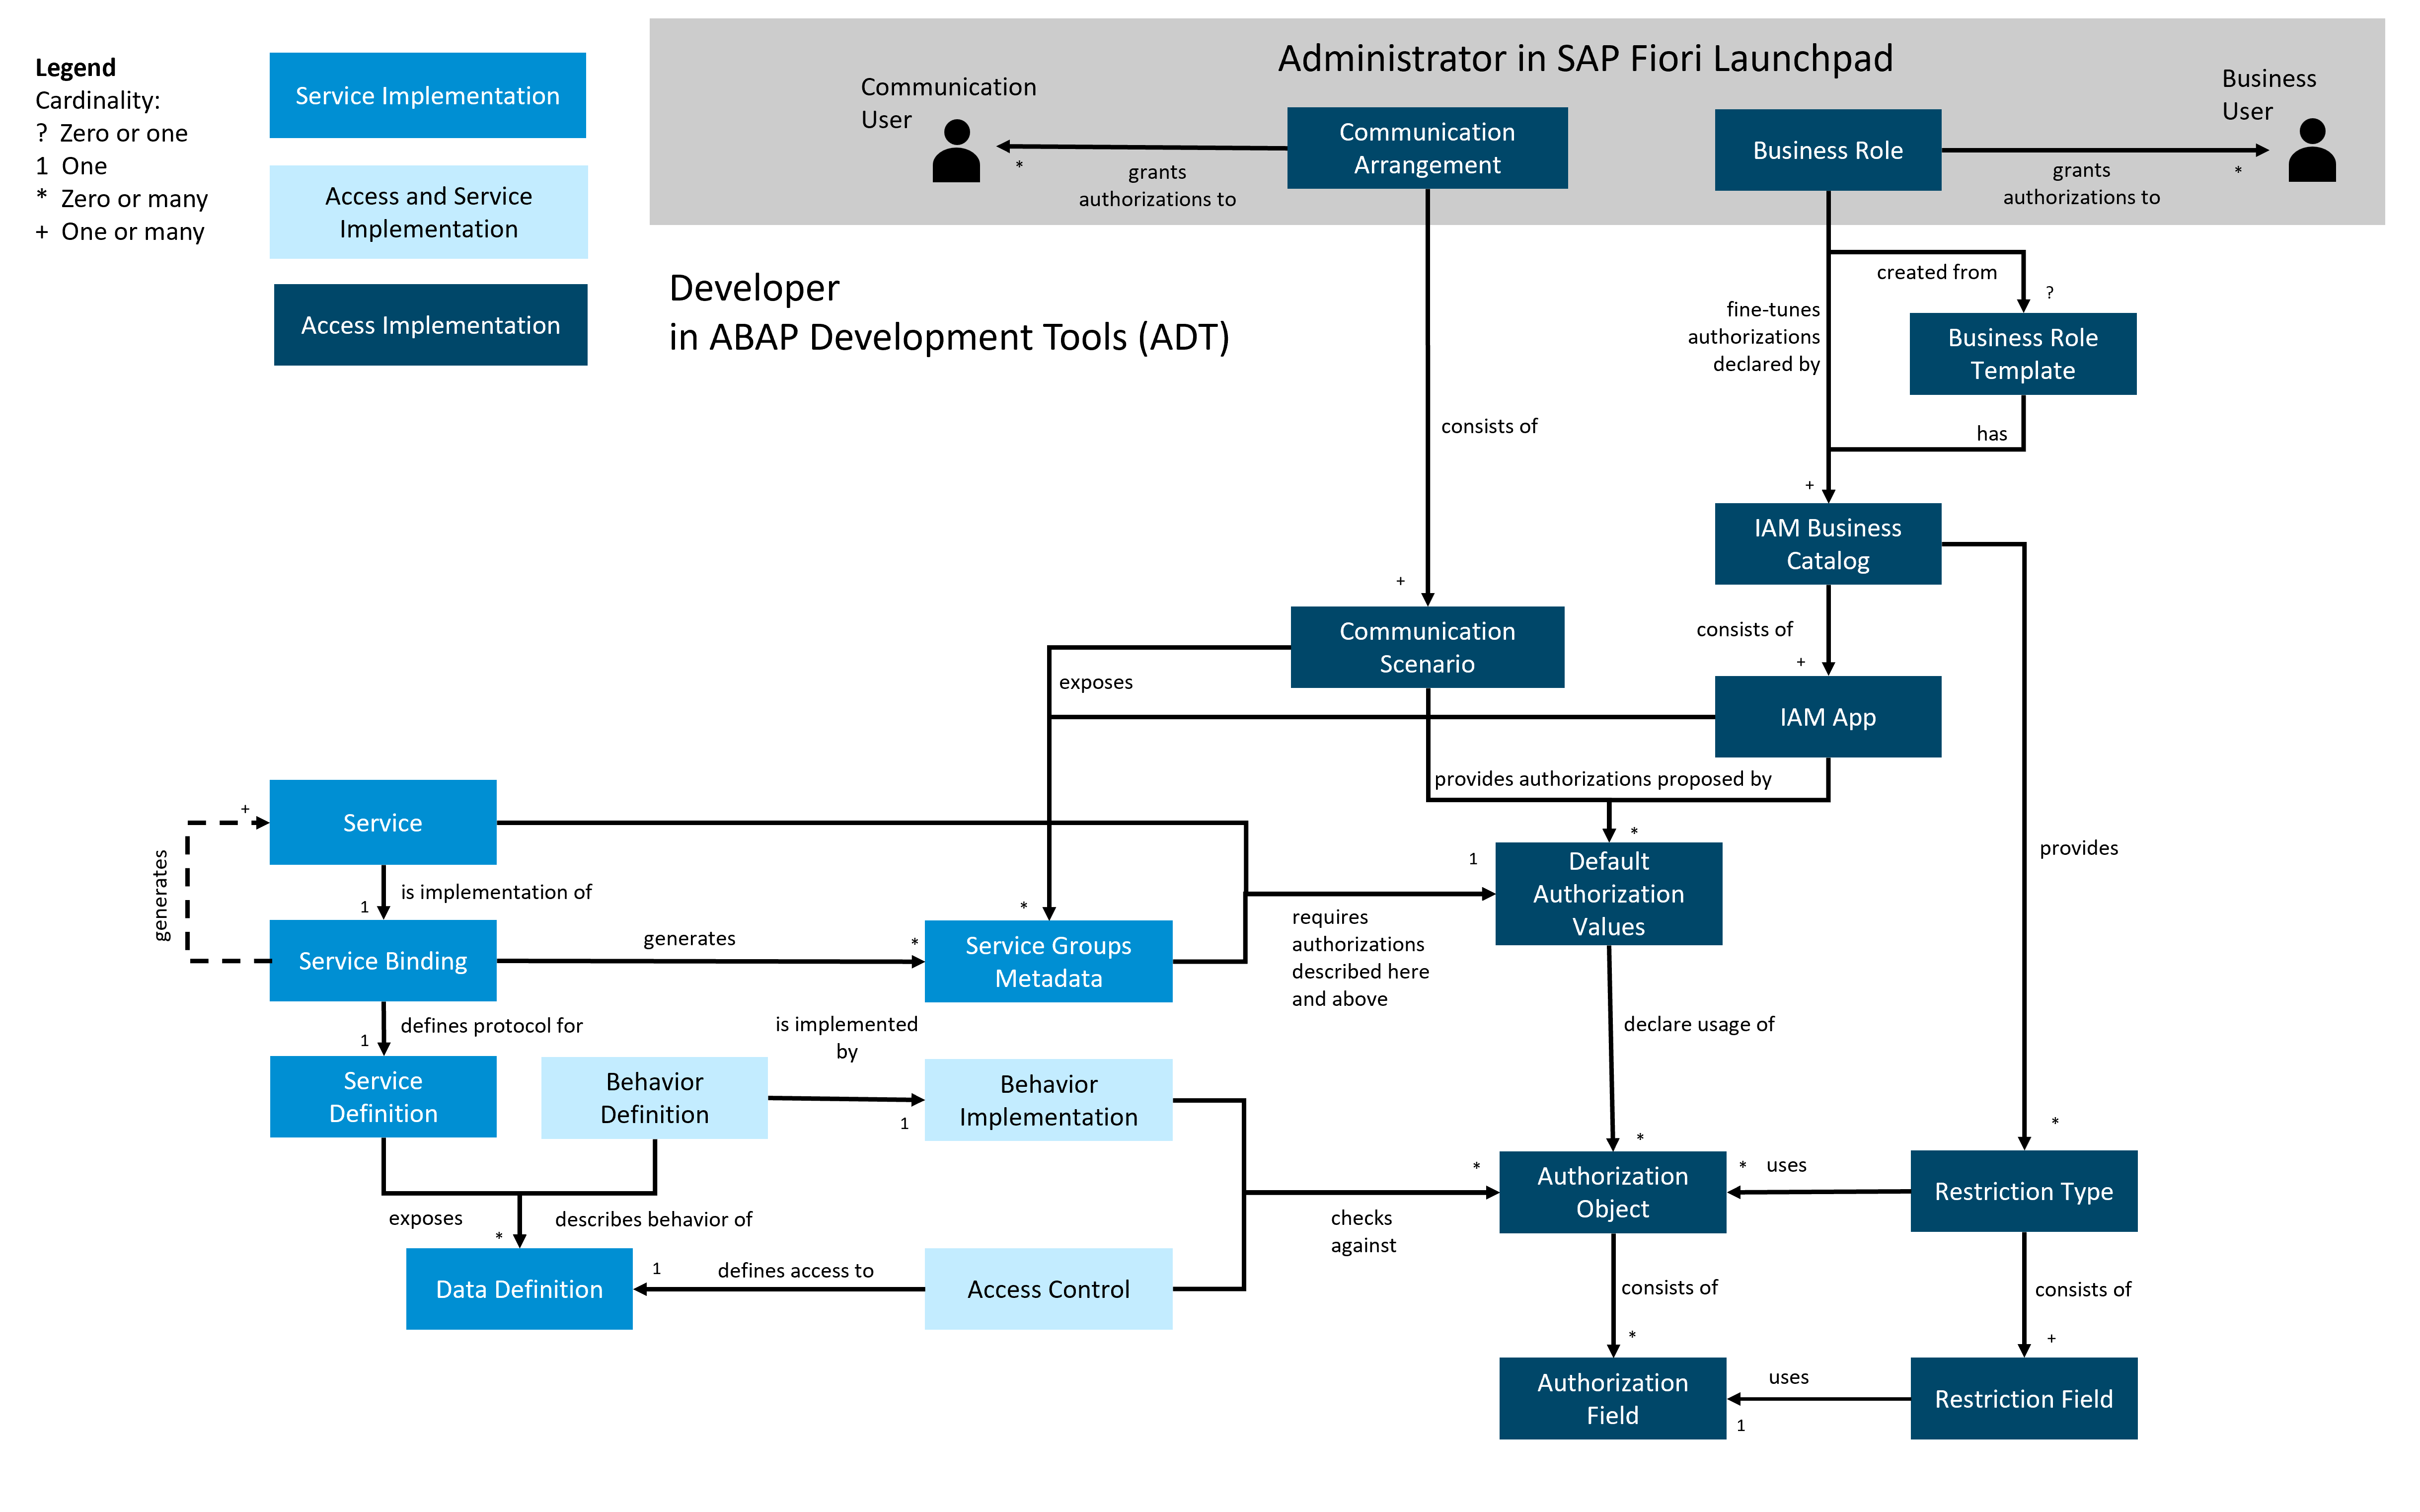 Legend
Cardinality:
? Zero or one
1 One
* Zero or many
+ One or many
Service Implementation
Access and Service
Implementation
Access Implementation
Administrator in SAP Fiori Launchpad
Communication
User
*
grants
authorizations to
Communication
Arrangement
Business Role
grants
authorizations to
*
Business
User
Developer
in ABAP Development Tools (ADT)
created from
?
fine-tunes
authorizations
declared by
Business Role
Template
has
+
consists of
+
IAM Business
Catalog
consists of
+
Communication
Scenario
exposes
IAM App
provides authorizations proposed by
*
provides
*
Service
+
generates
is implementation of
1
Service Binding
generates
*
*
Service Groups
Metadata
1
requires
authorizations
described here
and above
Default
Authorization
Values
declare usage of
*
defines protocol for
1
Service
Definition
Behavior
Definition
is implemented
by
1
Behavior
Implementation
exposes
describes behavior of
*
Data Definition
1
defines access to
Access Control
checks
against
*
Authorization
Object
*
uses
Restriction Type
consists of
*
consists of
+
Authorization
Field
uses
1
Restriction Field